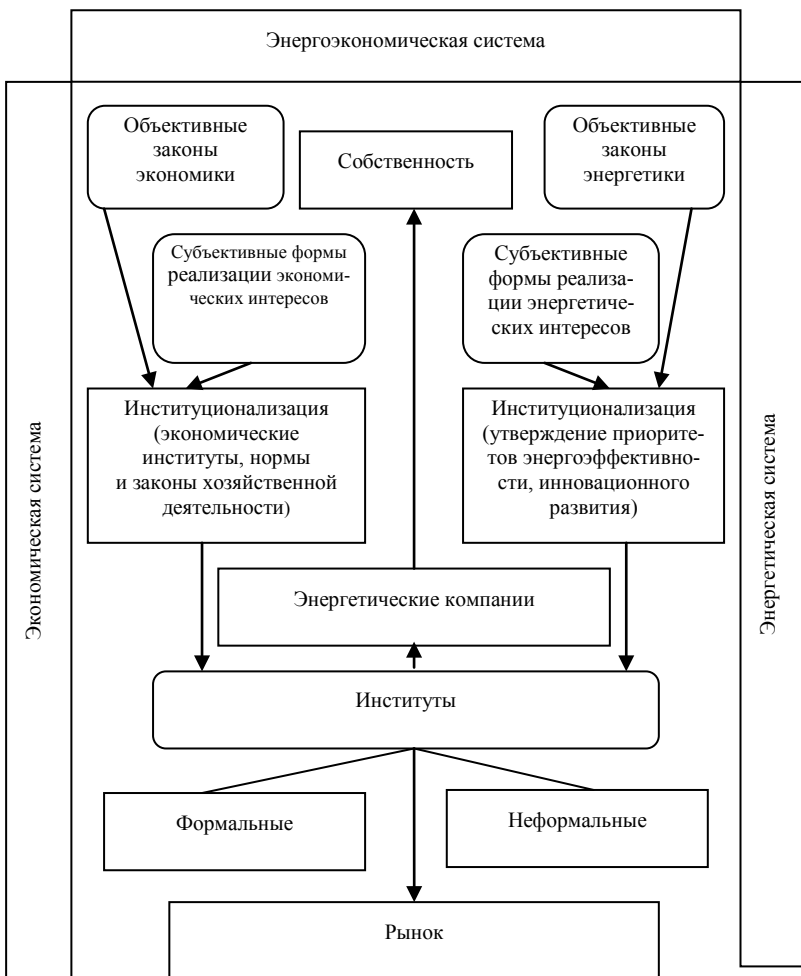 Энергоэкономическая система
Экономическая система
Энергетическая система
Объективные
законы
экономики
Собственность
Объективные
законы
энергетики
Субъективные формы
реализации экономи-
ческих интересов
Субъективные
формы реализа-
ции энергетиче-
ских интересов
Институционализация
(экономические
институты, нормы
и законы хозяйственной
деятельности)
Институционализация
(утверждение приорите-
тов энергоэффективно-
сти, инновационного
развития)
Энергетические компании
Институты
Формальные
Неформальные
Рынок